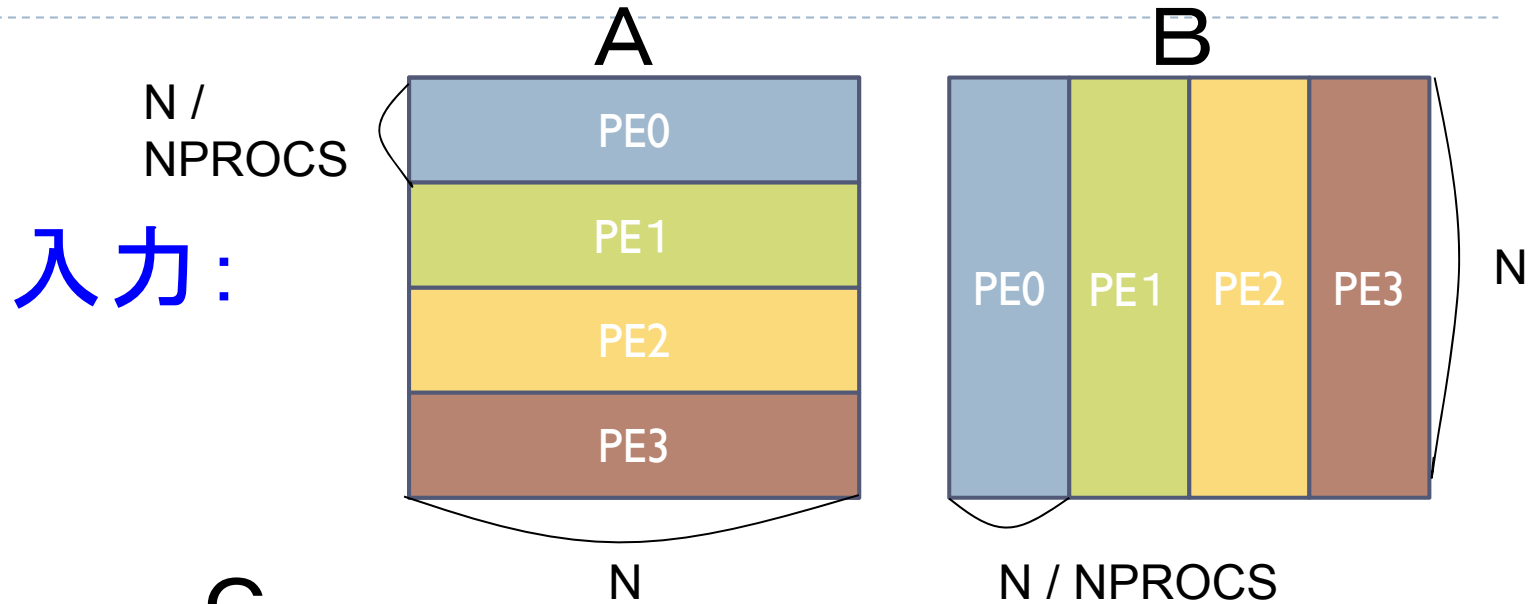 A
B
N /
NPROCS
PE0
PE1
PE2
PE3
入力:
PE0 PE1 PE2 PE3
N
N
N / NPROCS